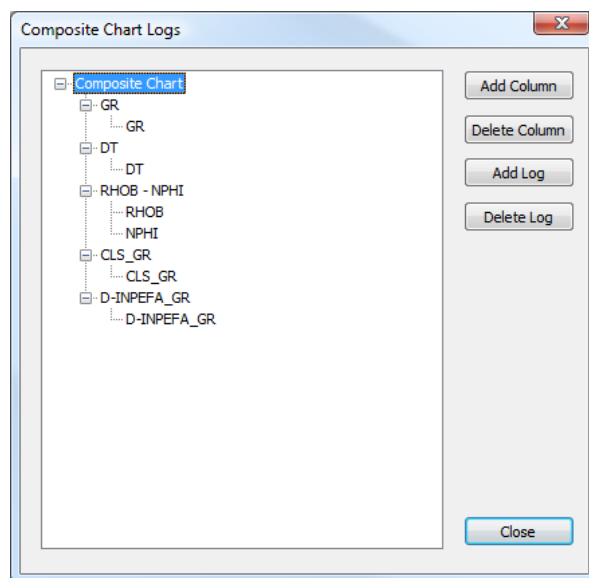 Composite Chart Logs
Composite Chart
GR
GR
DT
DT
RHOB - NPHI
RHOB
NPHI
CLS_GR
CLS_GR
D-INPEFA_GR
D-INPEFA_GR
Add Column
Delete Column
Add Log
Delete Log
Close